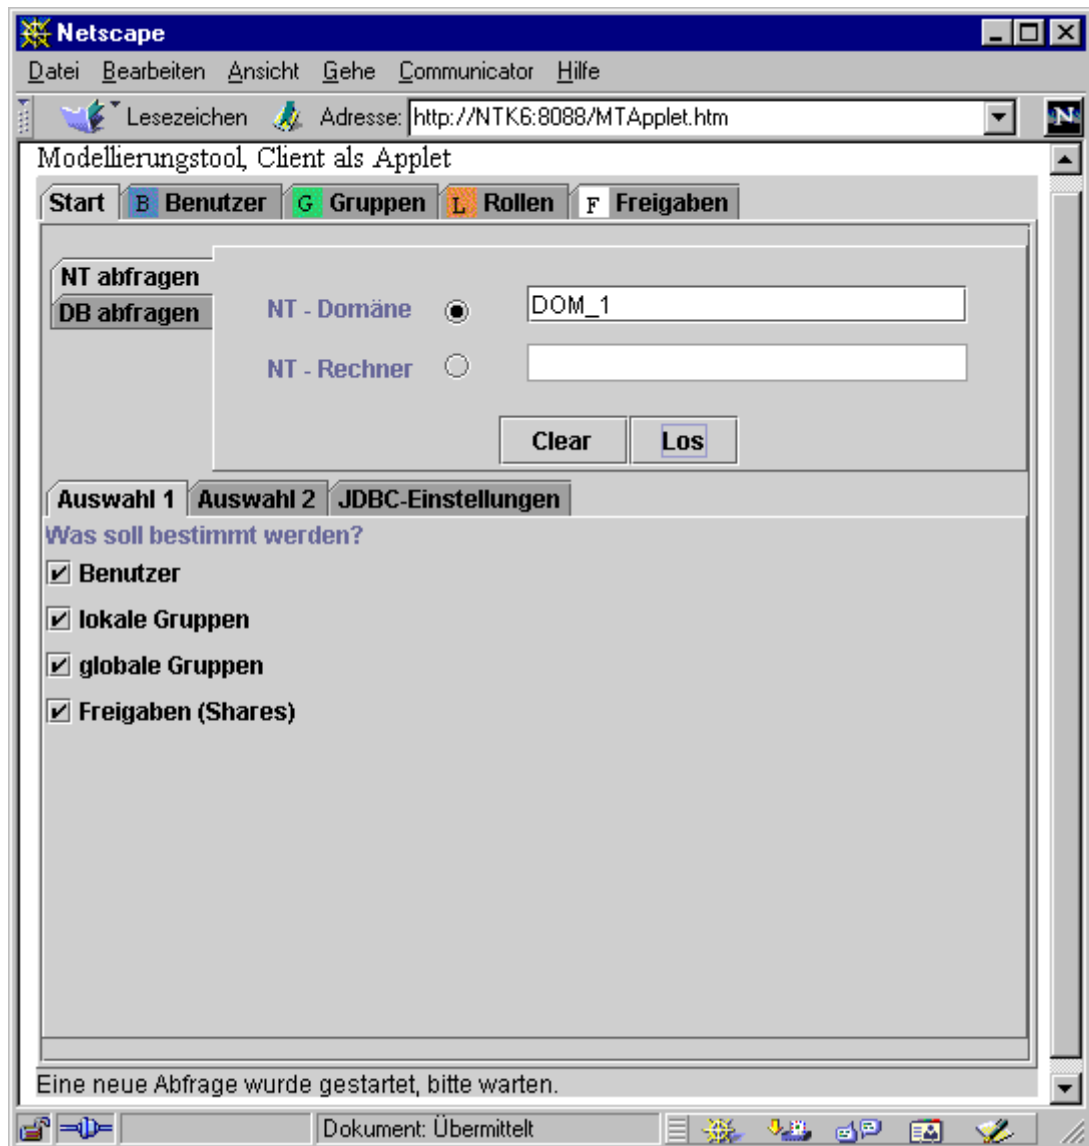 Netscape
Datei Bearbeiten Ansicht Gehe Communicator Hilfe
Lesezeichen Adresse: http://NTK6:8088/MTApplet.htm N
Modellierungstool, Client als Applet
Start B Benutzer G Gruppen L Rollen F Freigaben
NT abfragen
DB abfragen
NT - Domäne DOM_1
NT - Rechner
Clear Los
Auswahl 1 Auswahl 2 JDBC-Einstellungen
Was soll bestimmt werden?
Benutzer
lokale Gruppen
globale Gruppen
Freigaben (Shares)
Eine neue Abfrage wurde gestartet, bitte warten.
Dokument: Übermittelt